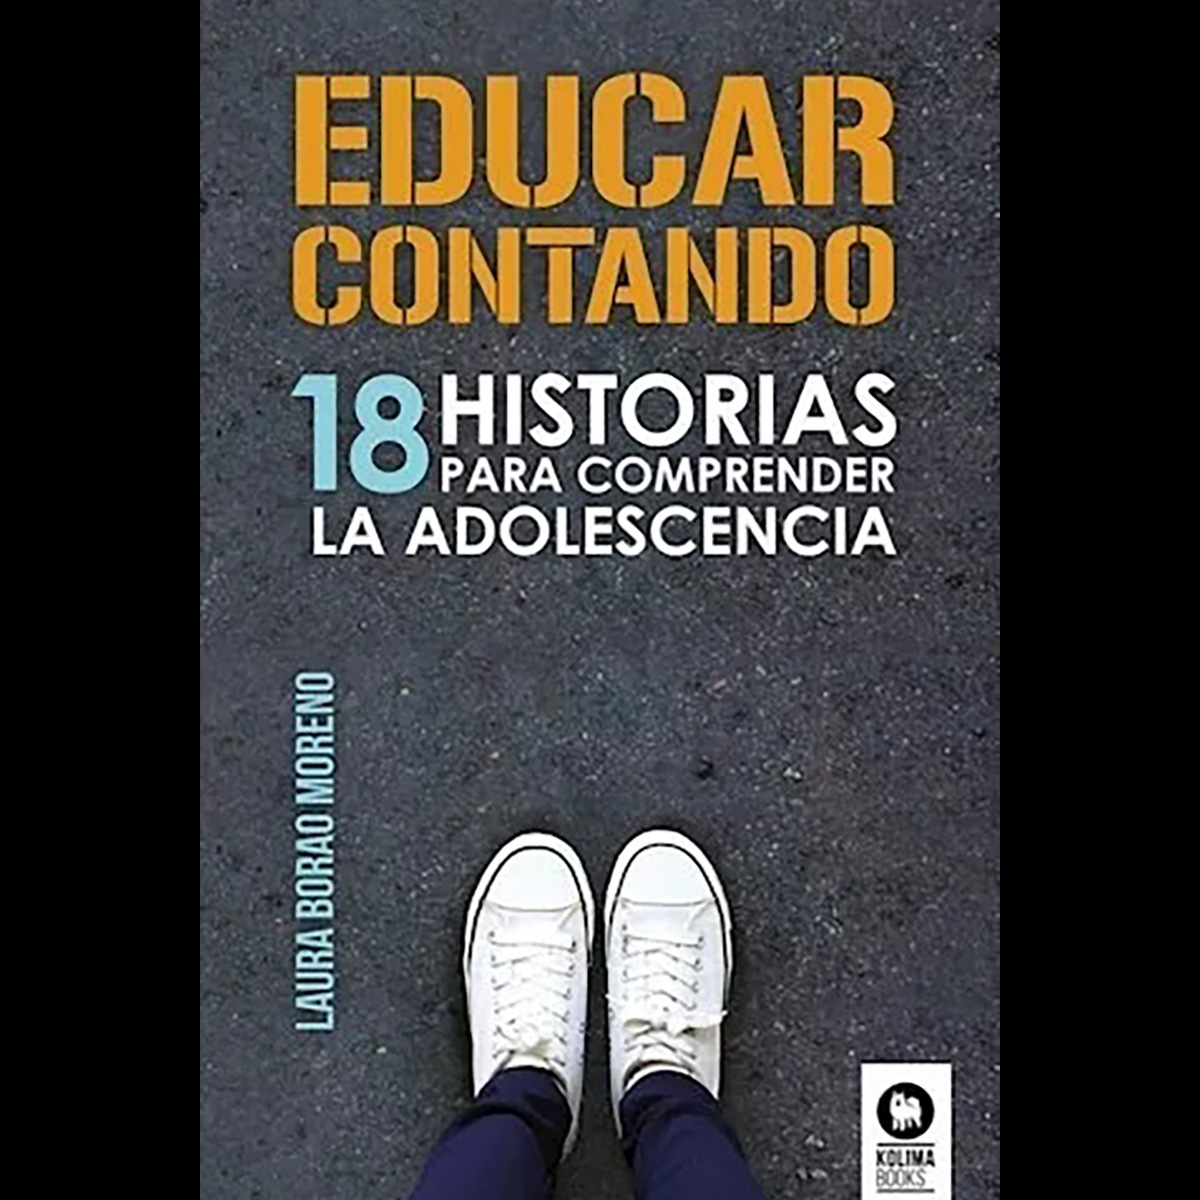 EDUCAR
CONTANDO
18 HISTORIAS
PARA COMPRENDER
LA ADOLESCENCIA
LAURA BORAO MORENO
KOLIMA
BOOKS